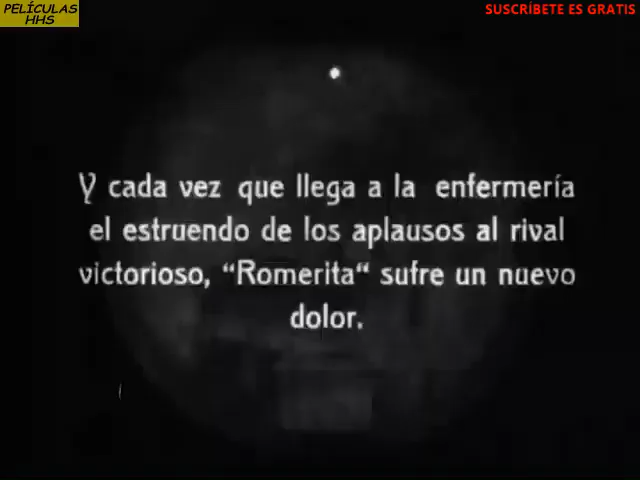 PELÍCULAS
HHS
SUSCRÍBETE ES GRATIS
Y cada vez que llega a la enfermería
el estruendo de los aplausos al rival
victorioso, “Romerita“ sufre un nuevo
dolor.